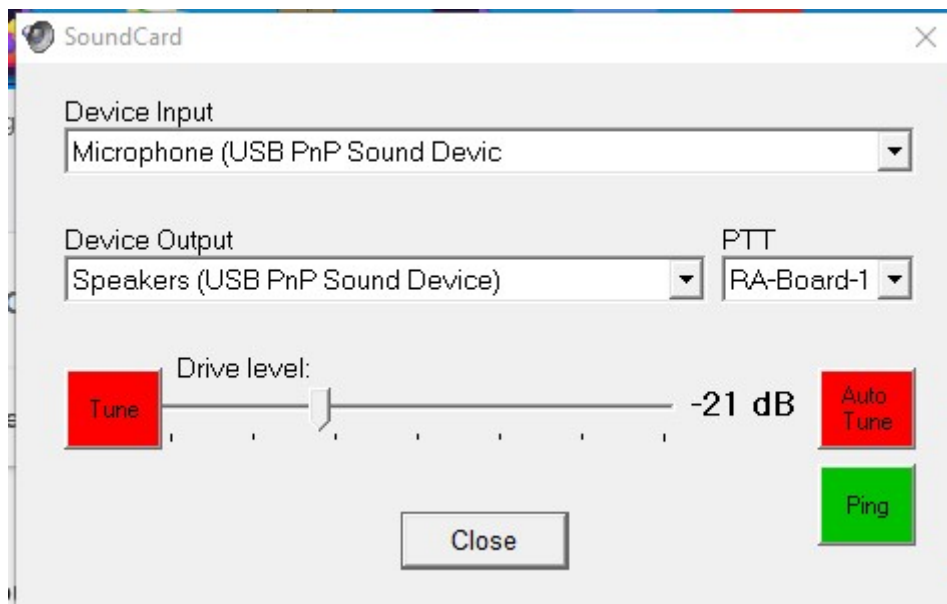 SoundCard
Device Input
Microphone (USB PnP Sound Devic
Device Output
PTT
Speakers (USB PnP Sound Device)
RA-Board-1
Drive level:
Tune
-21 dB
Auto
Tune
Ping
Close